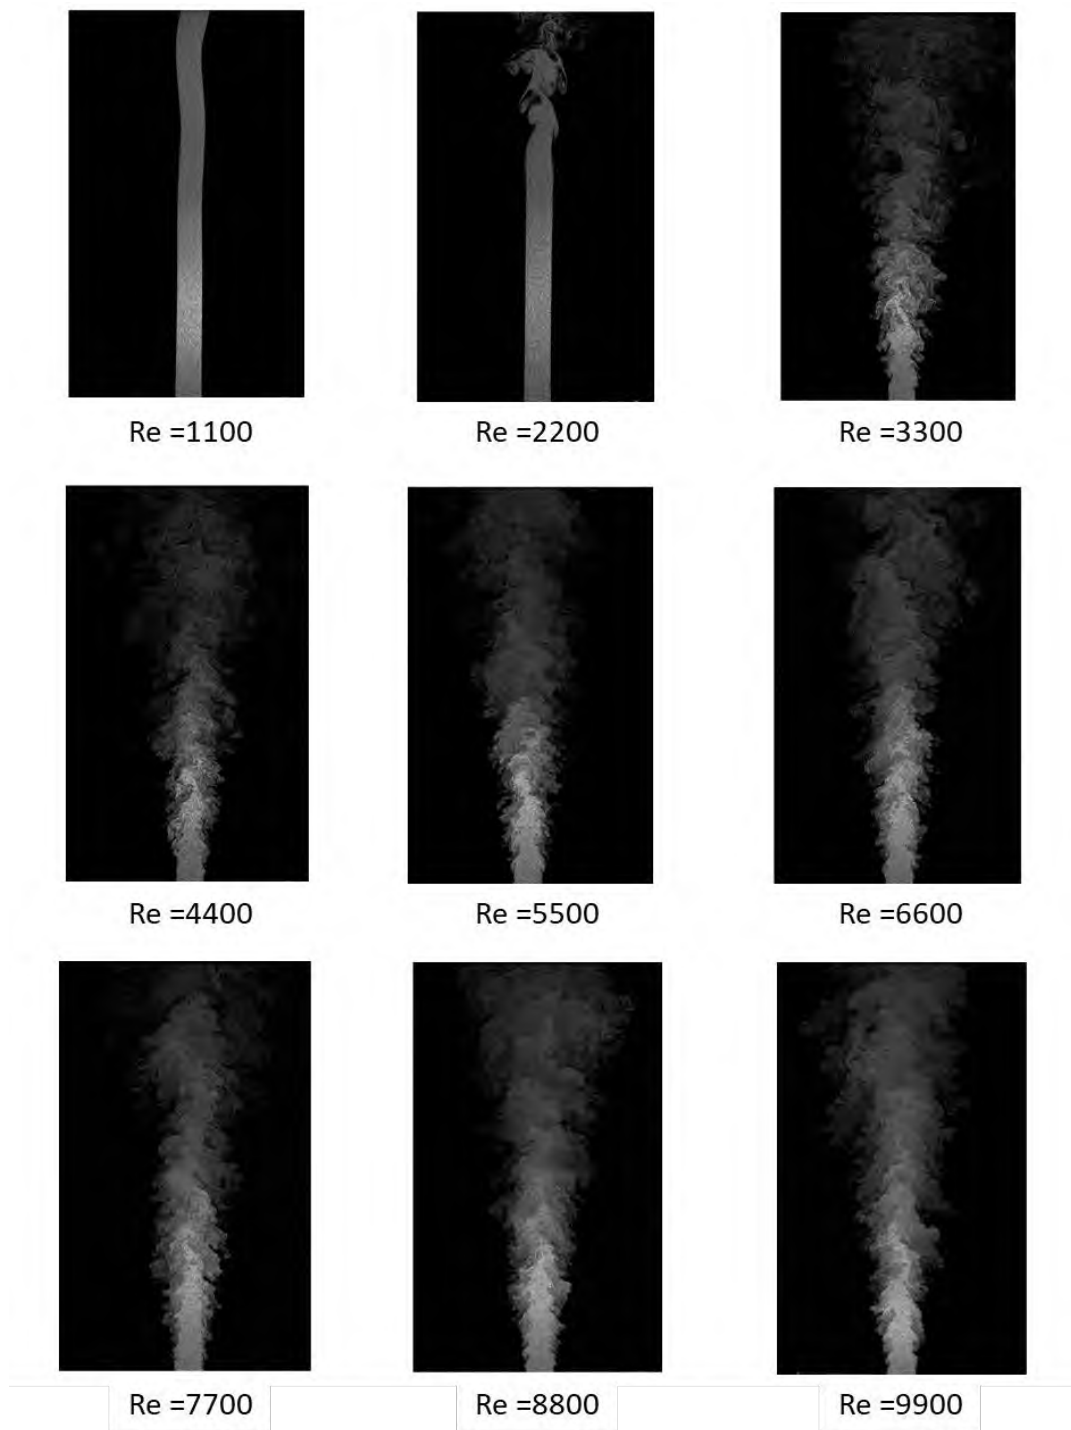 Re =1100
Re =2200
Re =3300
Re =4400
Re =5500
Re =6600
Re =7700
Re =8800
Re =9900